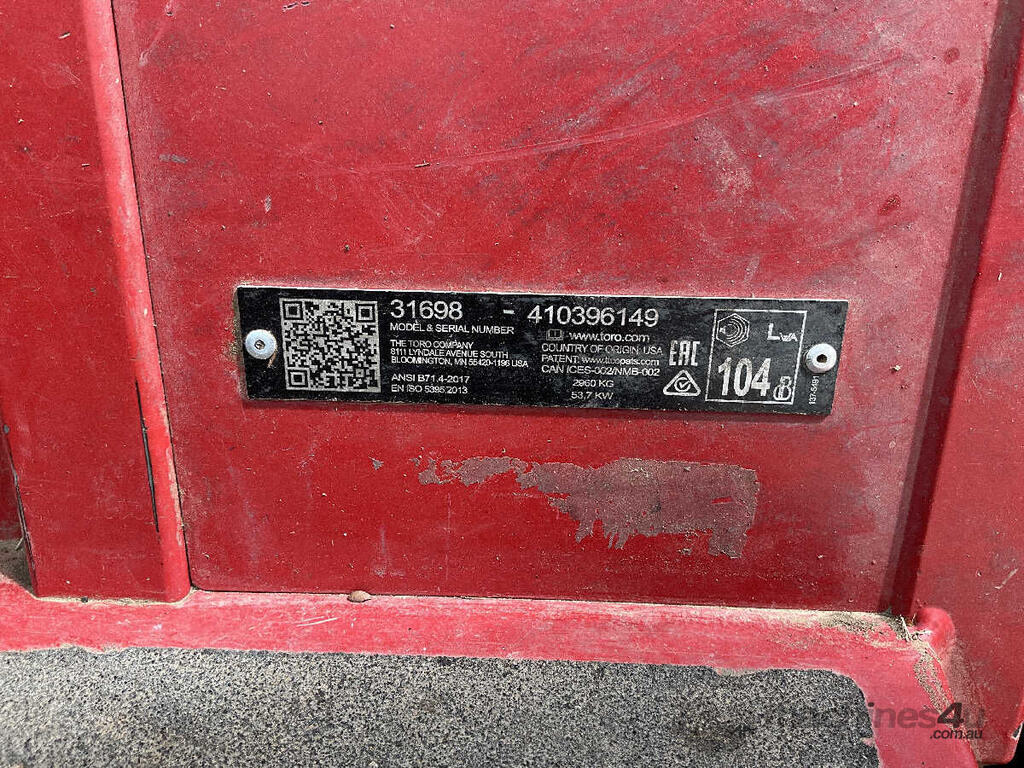 31698 - 410396149
MODEL & SERIAL NUMBER
THE TORO COMPANY
8111 LYNDALE AVENUE SOUTH
BLOOMINGTON, MN 55420-1196 USA
ANSI B71.4-2017
EN ISO 5395:2013
www.toro.com
COUNTRY OF ORIGIN: USA
PATENT: www.toropats.com
CAN ICES-002/NMB-002
2960 KG
53,7 KW
EAC
LWA
104 dB
machines4u
.com.au